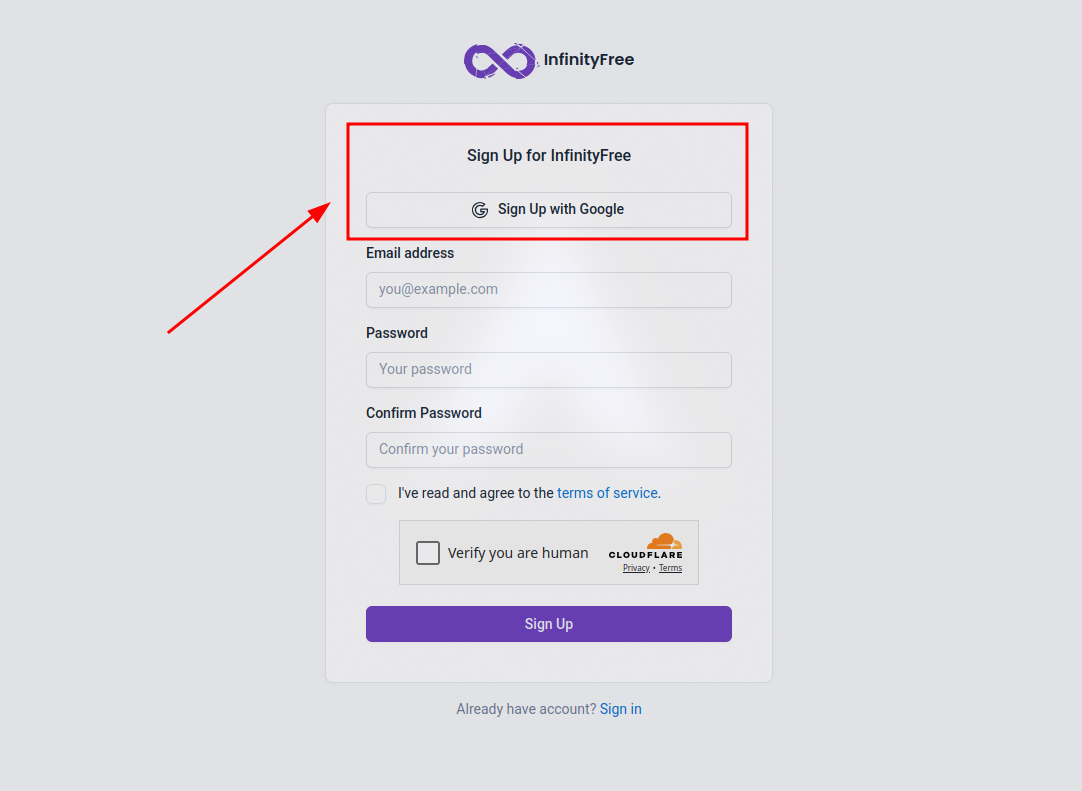 InfinityFree
Sign Up for InfinityFree
Sign Up with Google
Email address
you@example.com
Password
Your password
Confirm Password
Confirm your password
I've read and agree to the terms of service.
Verify you are human
CLOUDFLARE
Privacy • Terms
Sign Up
Already have account? Sign in